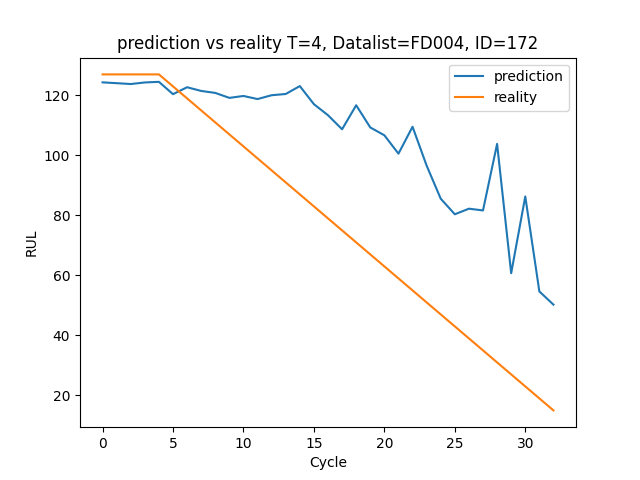 prediction vs reality T=4, Datalist=FD004, ID=172
prediction
reality
120
100
80
60
40
20
RUL
0 5 10 15 20 25 30
Cycle